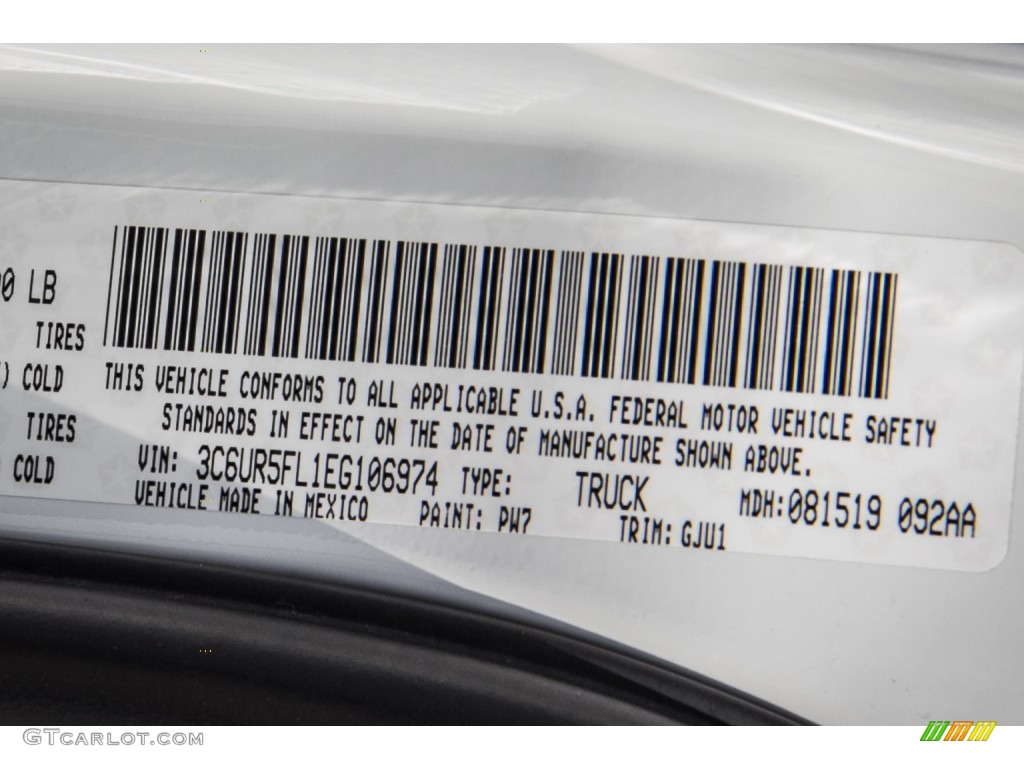 0 LB
TIRES
) COLD
TIRES
COLD
THIS VEHICLE CONFORMS TO ALL APPLICABLE U.S.A. FEDERAL MOTOR VEHICLE SAFETY
STANDARDS IN EFFECT ON THE DATE OF MANUFACTURE SHOWN ABOVE.
VIN: 3C6UR5FL1EG106974 TYPE: TRUCK MDH:081519 092AA
VEHICLE MADE IN MEXICO PAINT: PW7 TRIM: GJU1
GTCARLOT.COM